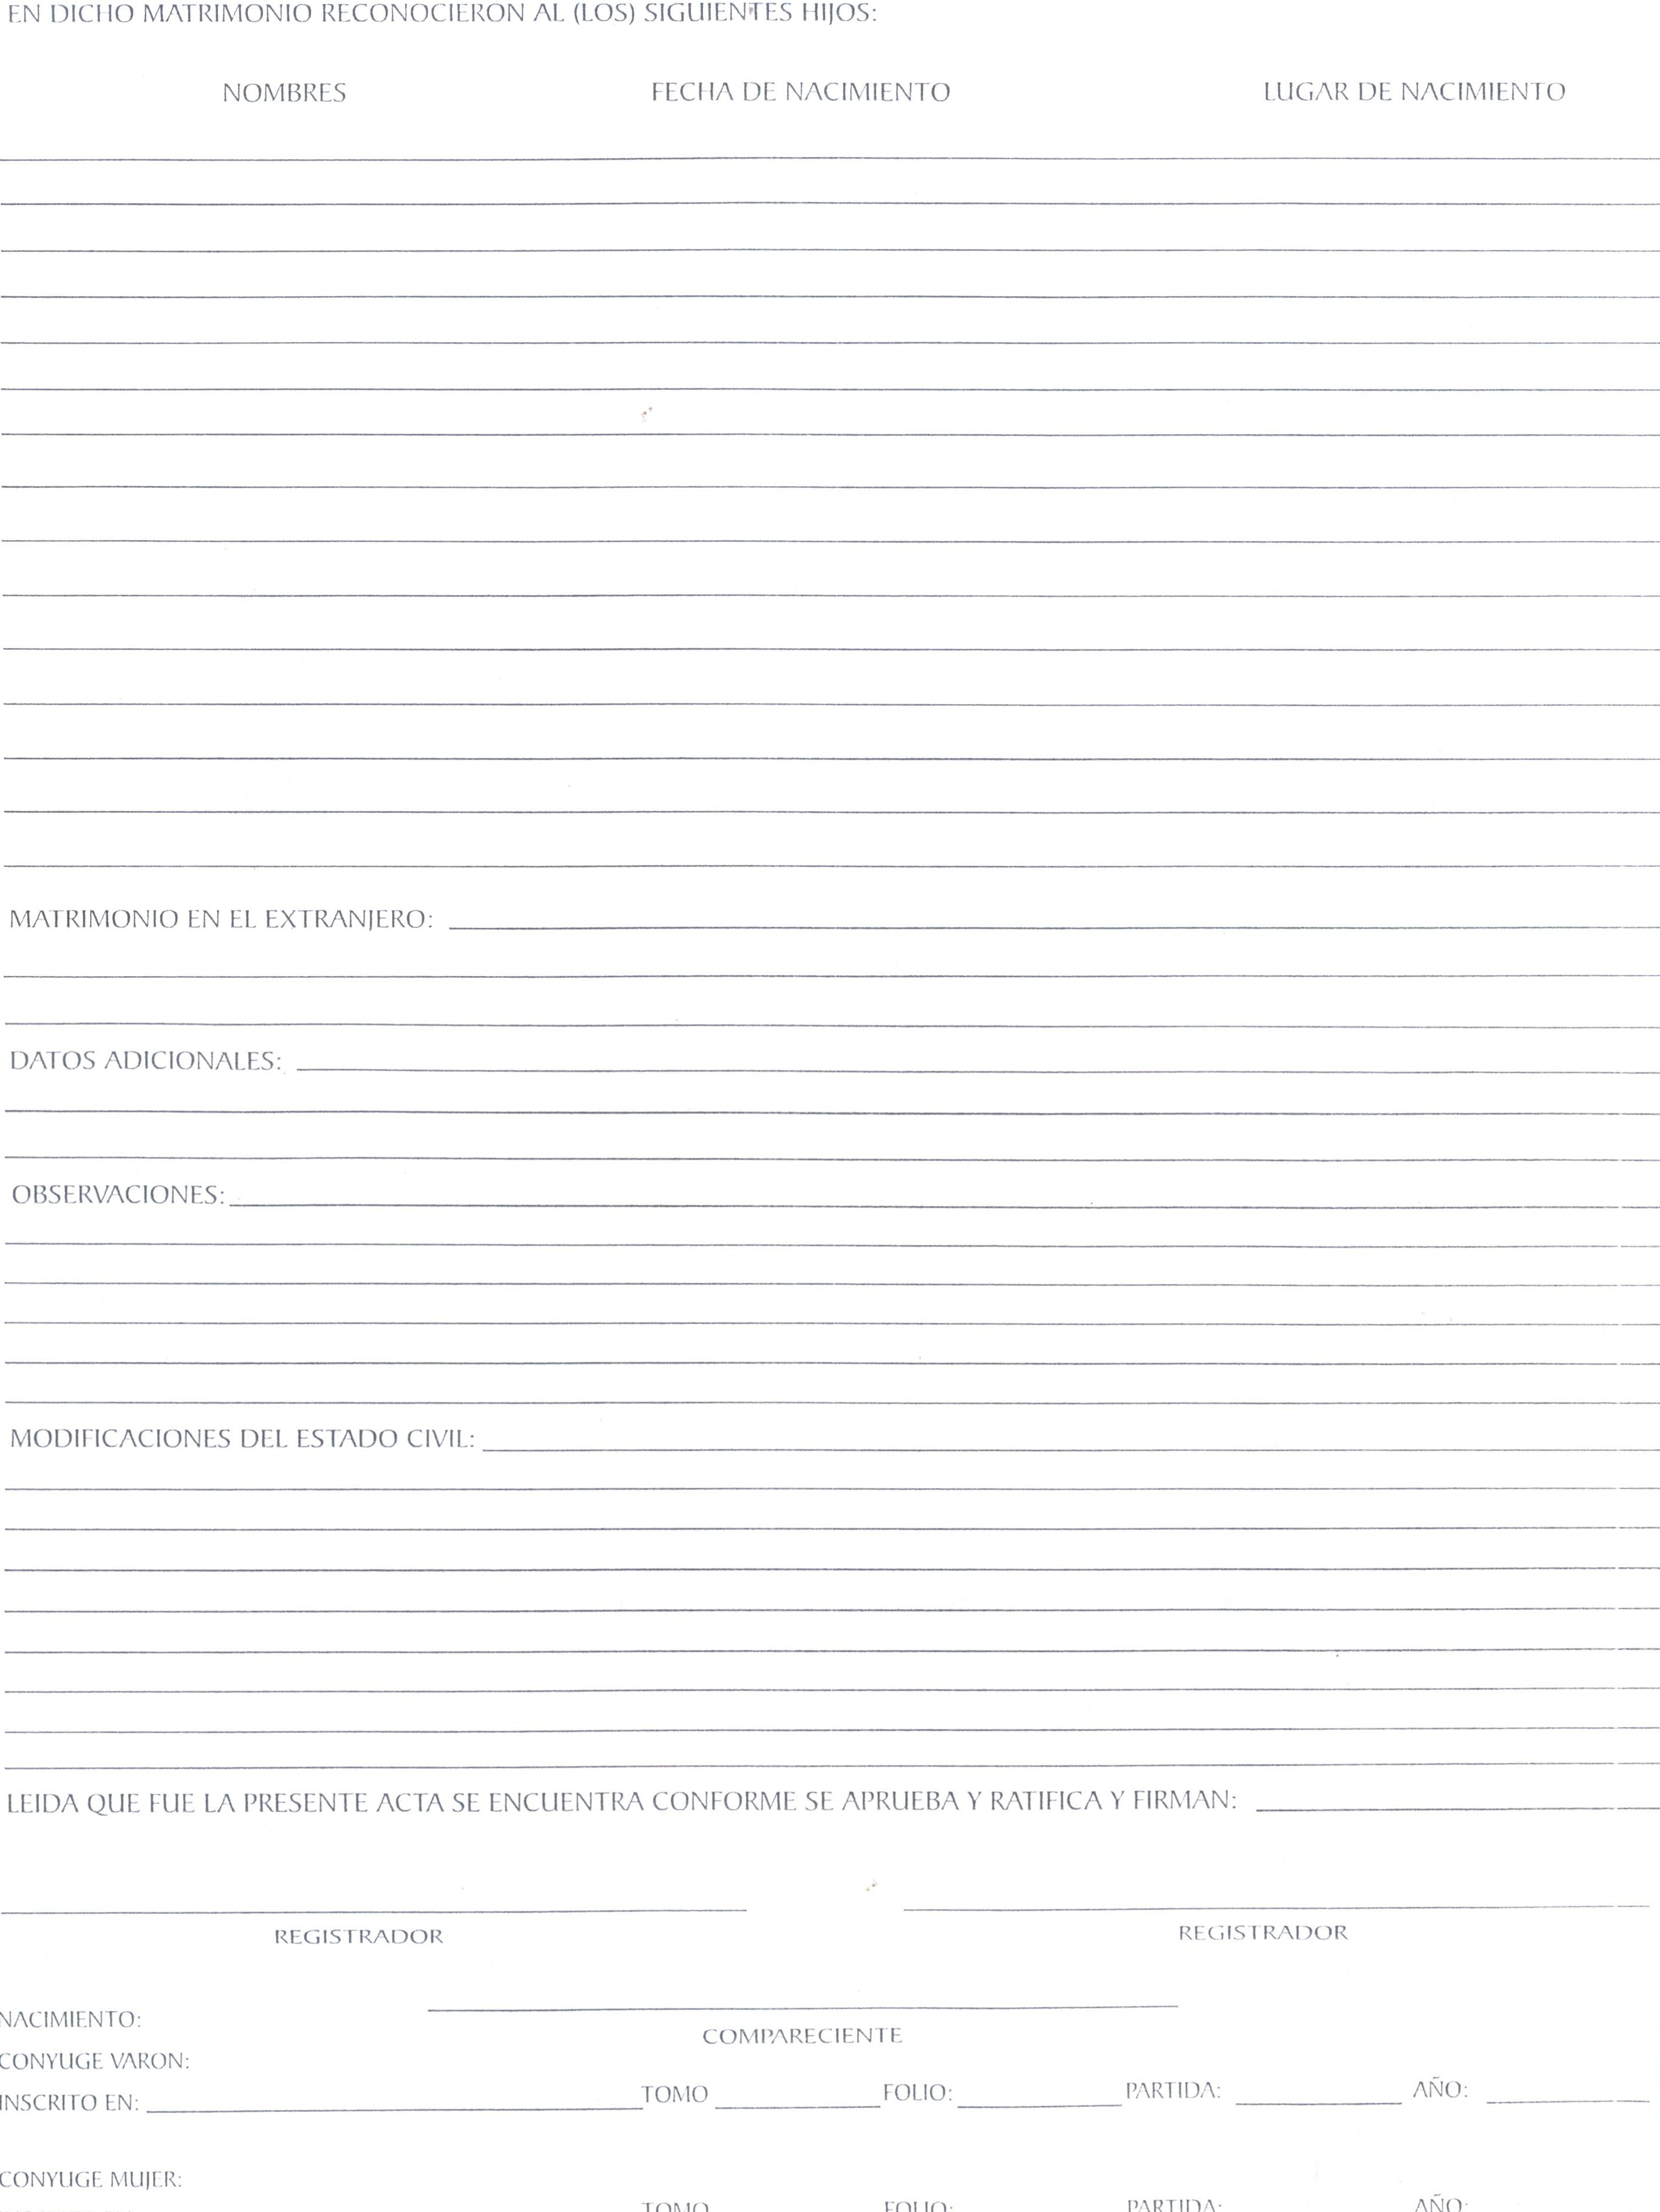 EN DICHO MATRIMONIO RECONOCIERON AL (LOS) SIGUIENTES HIJOS:
NOMBRES FECHA DE NACIMIENTO LUGAR DE NACIMIENTO
MATRIMONIO EN EL EXTRANJERO:
DATOS ADICIONALES:
OBSERVACIONES:
MODIFICACIONES DEL ESTADO CIVIL:
LEIDA QUE FUE LA PRESENTE ACTA SE ENCUENTRA CONFORME SE APRUEBA Y RATIFICA Y FIRMAN:
REGISTRADOR REGISTRADOR
NACIMIENTO:
COMPARECIENTE
CONYUGE VARON:
INSCRITO EN: TOMO FOLIO: PARTIDA: AÑO:
CONYUGE MUJER:
TOMO FOLIO: PARTIDA: AÑO: